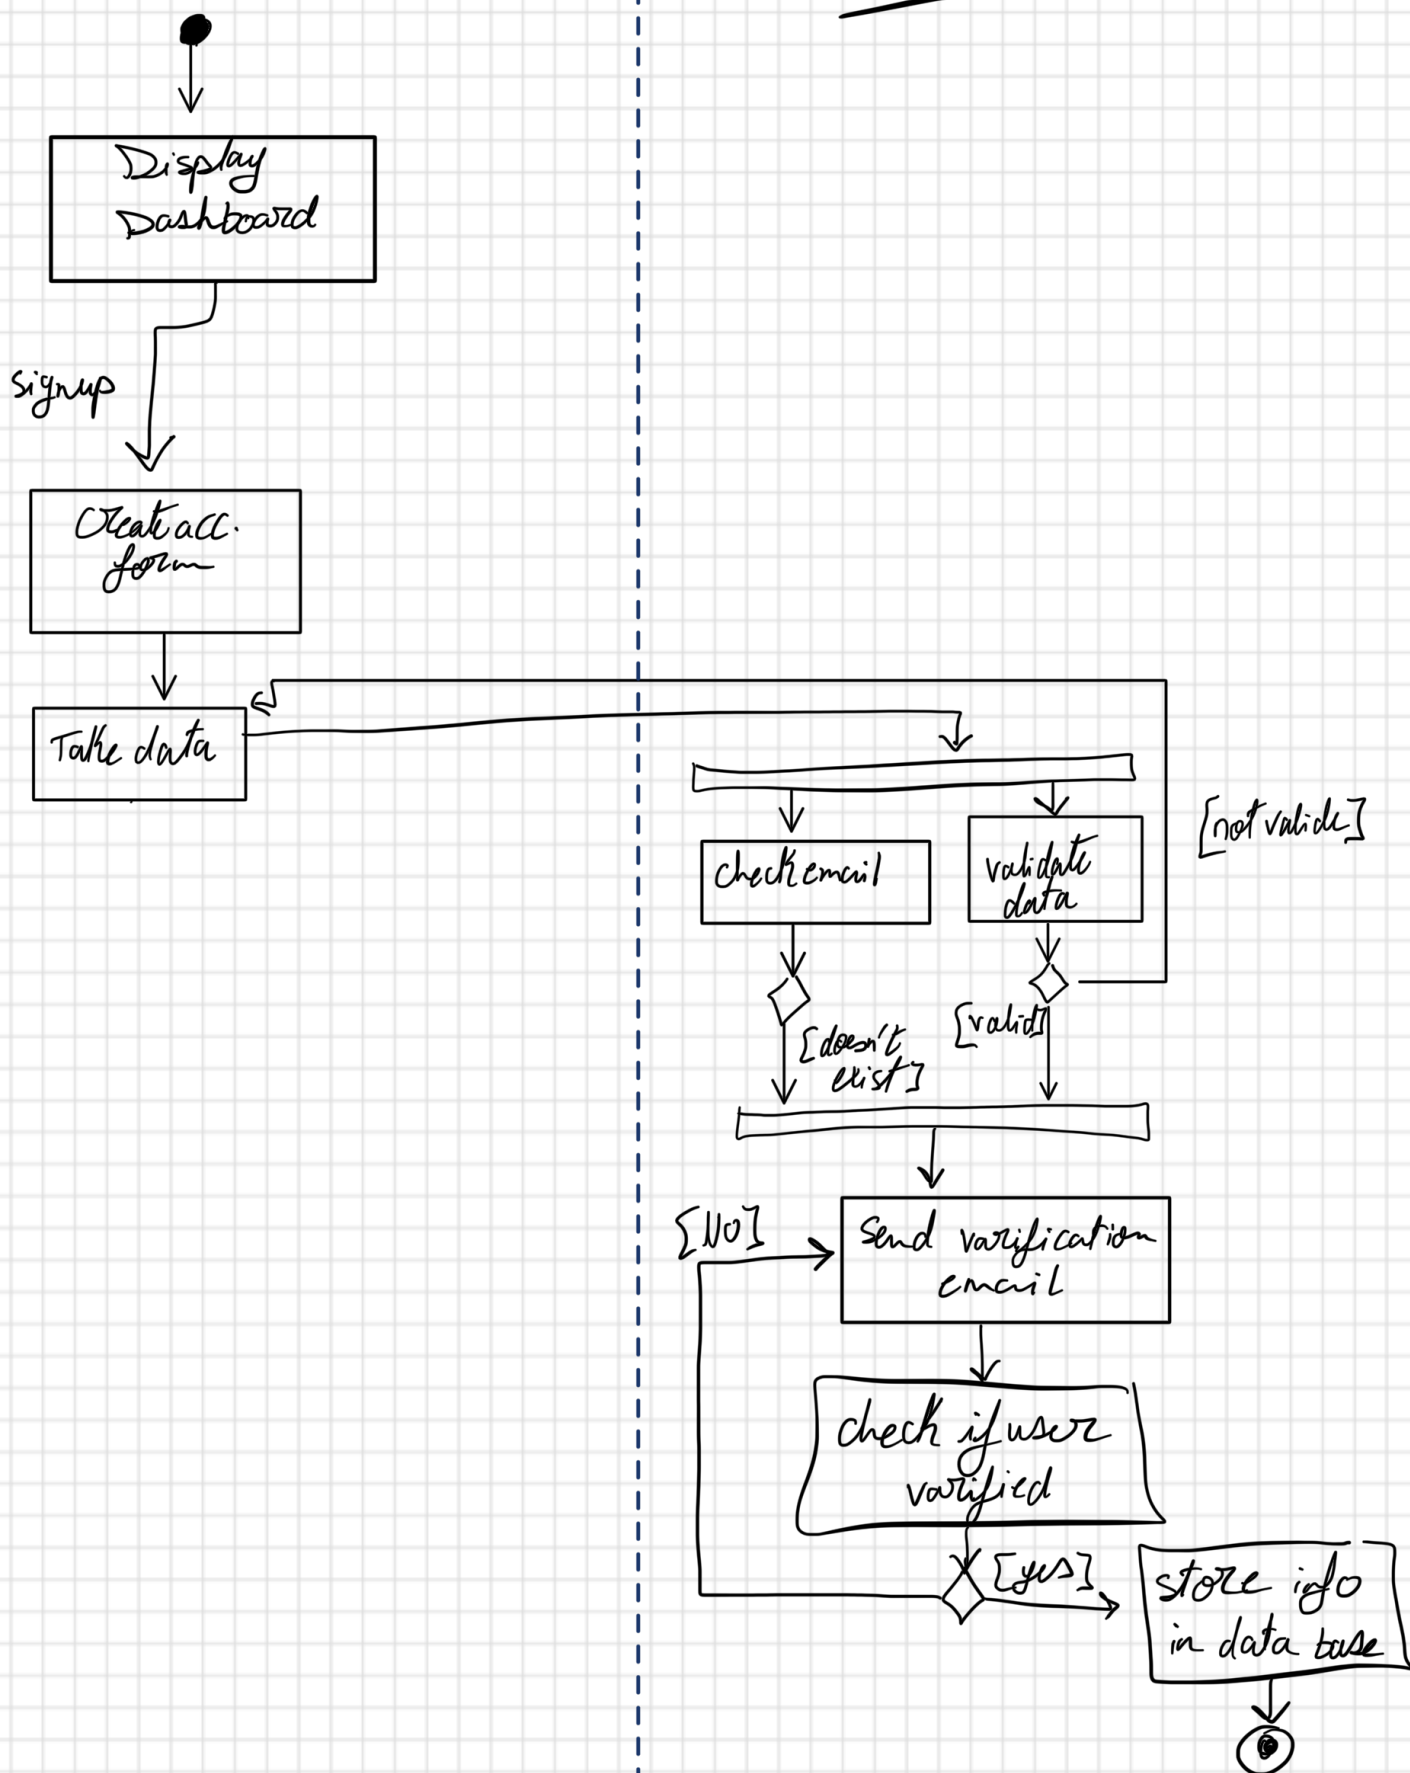 Display
Dashboard
signup
Create acc.
form
Take data
[not valide]
check email
validate
data
[valid]
[doesn't
exist]
[No]
Send varification
email
check if user
varified
[yes]
store info
in data base